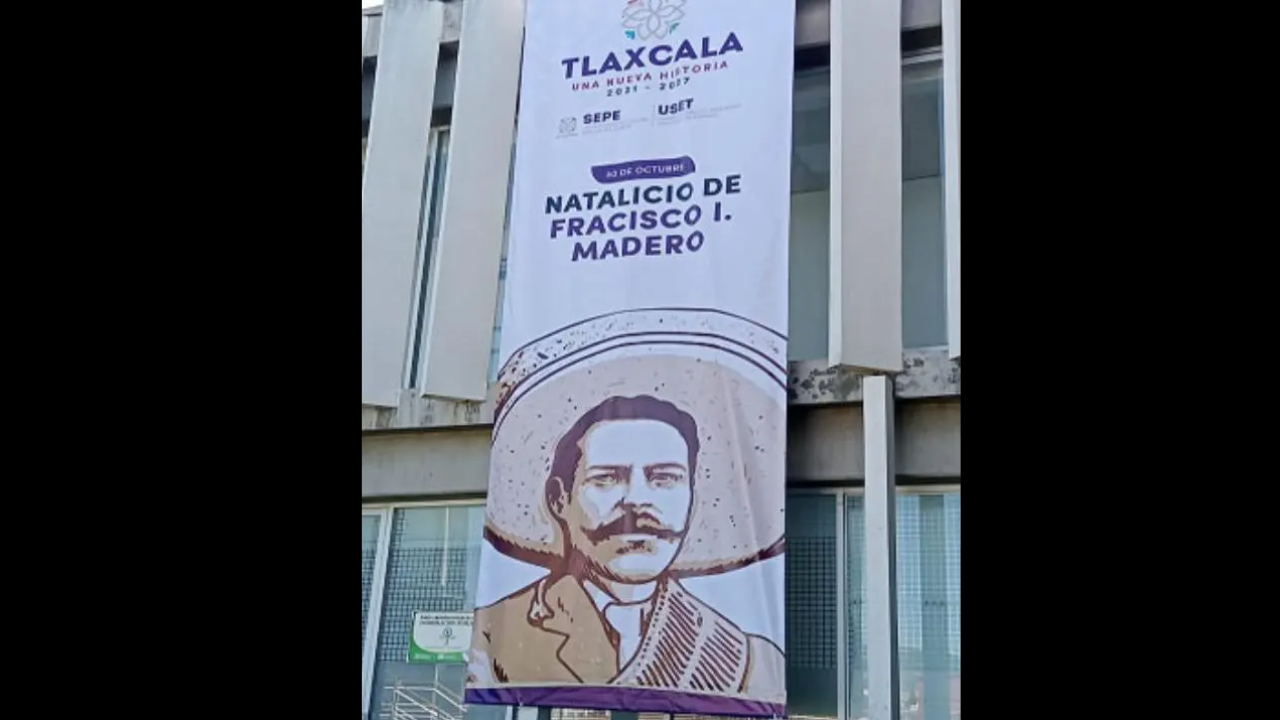 TLAXCALA
UNA NUEVA HISTORIA
2021 - 2027
SEPE
USET
30 DE OCTUBRE
NATALICIO DE
FRACISCO I.
MADERO